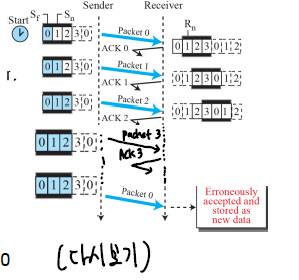 Sender Receiver
Sf Sn
Start
0 1 2 3 0
Packet 0
Rn
ACK 0
0 1 2 3 0 1 2
r.
0 1 2 3 0
Packet 1
ACK 1
0 1 2 3 0 1 2
0 1 2 3 0
Packet 2
ACK 2
0 1 2 3 0 1 2
0 1 2 3 0
Packet 3
ACK 3
0 1 2 3 0
Packet 0
Erroneously
accepted and
stored as
new data
0 (다시보기)